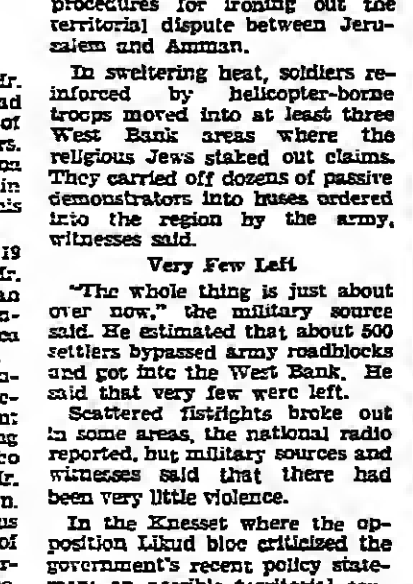 procedures for ironing out the
territorial dispute between Jeru-
salem and Amman.
In sweltering heat, soldiers re-
inforced by helicopter-borne
troops moved into at least three
West Bank areas where the
religious Jews staked out claims.
They carried off dozens of passive
demonstrators into buses ordered
into the region by the army,
witnesses said.
Very Few Left
"The whole thing is just about
over now," the military source
said. He estimated that about 500
settlers bypassed army roadblocks
and got into the West Bank. He
said that very few were left.
Scattered fistfights broke out
in some areas, the national radio
reported, but military sources and
witnesses said that there had
been very little violence.
In the Knesset where the op-
position Likud bloc criticized the
government's recent policy state-